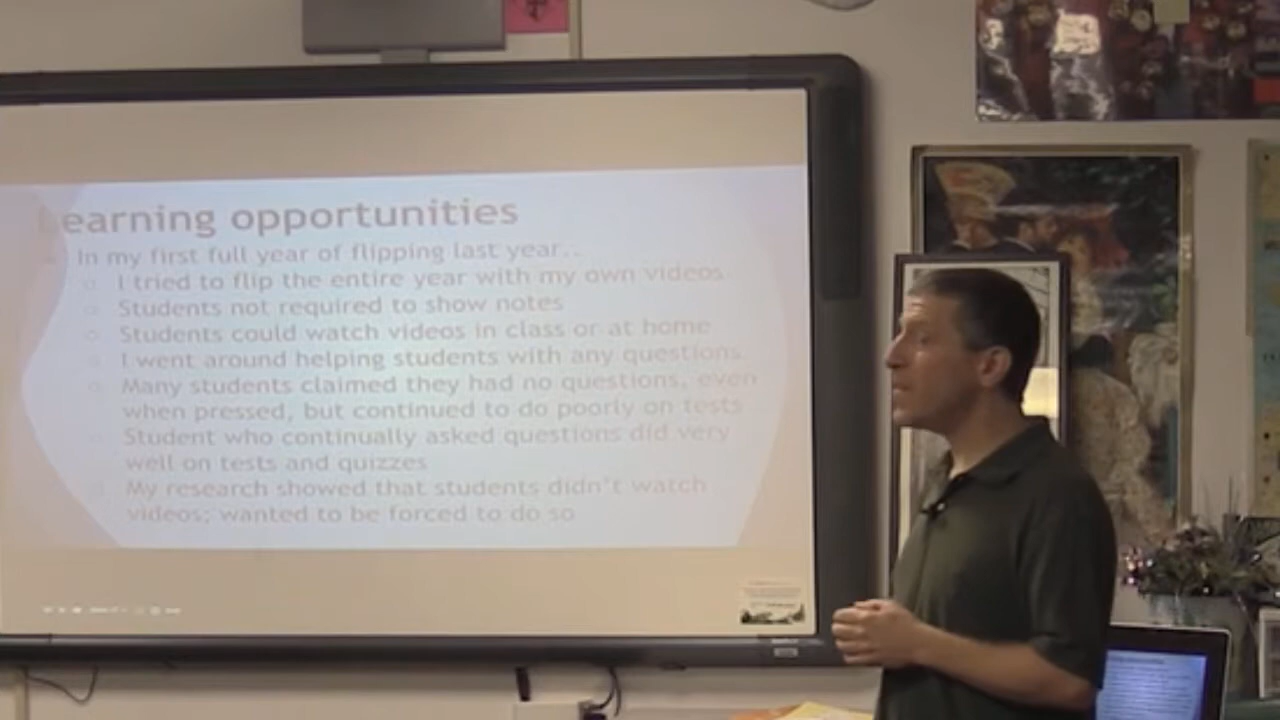 Learning opportunities
In my first full year of flipping last year..
I tried to flip the entire year with my own videos.
Students not required to show notes
Students could watch videos in class or at home
I went around helping students with any questions.
Many students claimed they had no questions, even
when pressed, but continued to do poorly on tests
Student who continually asked questions did very
well on tests and quizzes
My research showed that students didn't watch
videos; wanted to be forced to do so